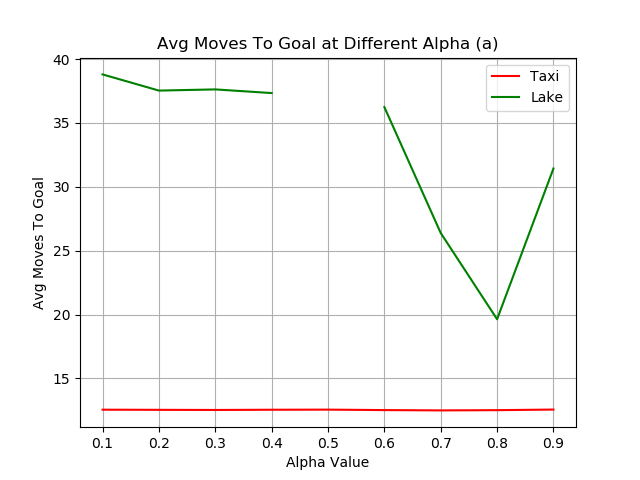 Avg Moves To Goal at Different Alpha (a)
Taxi
Lake
40
35
30
25
20
15
Avg Moves To Goal
0.1 0.2 0.3 0.4 0.5 0.6 0.7 0.8 0.9
Alpha Value